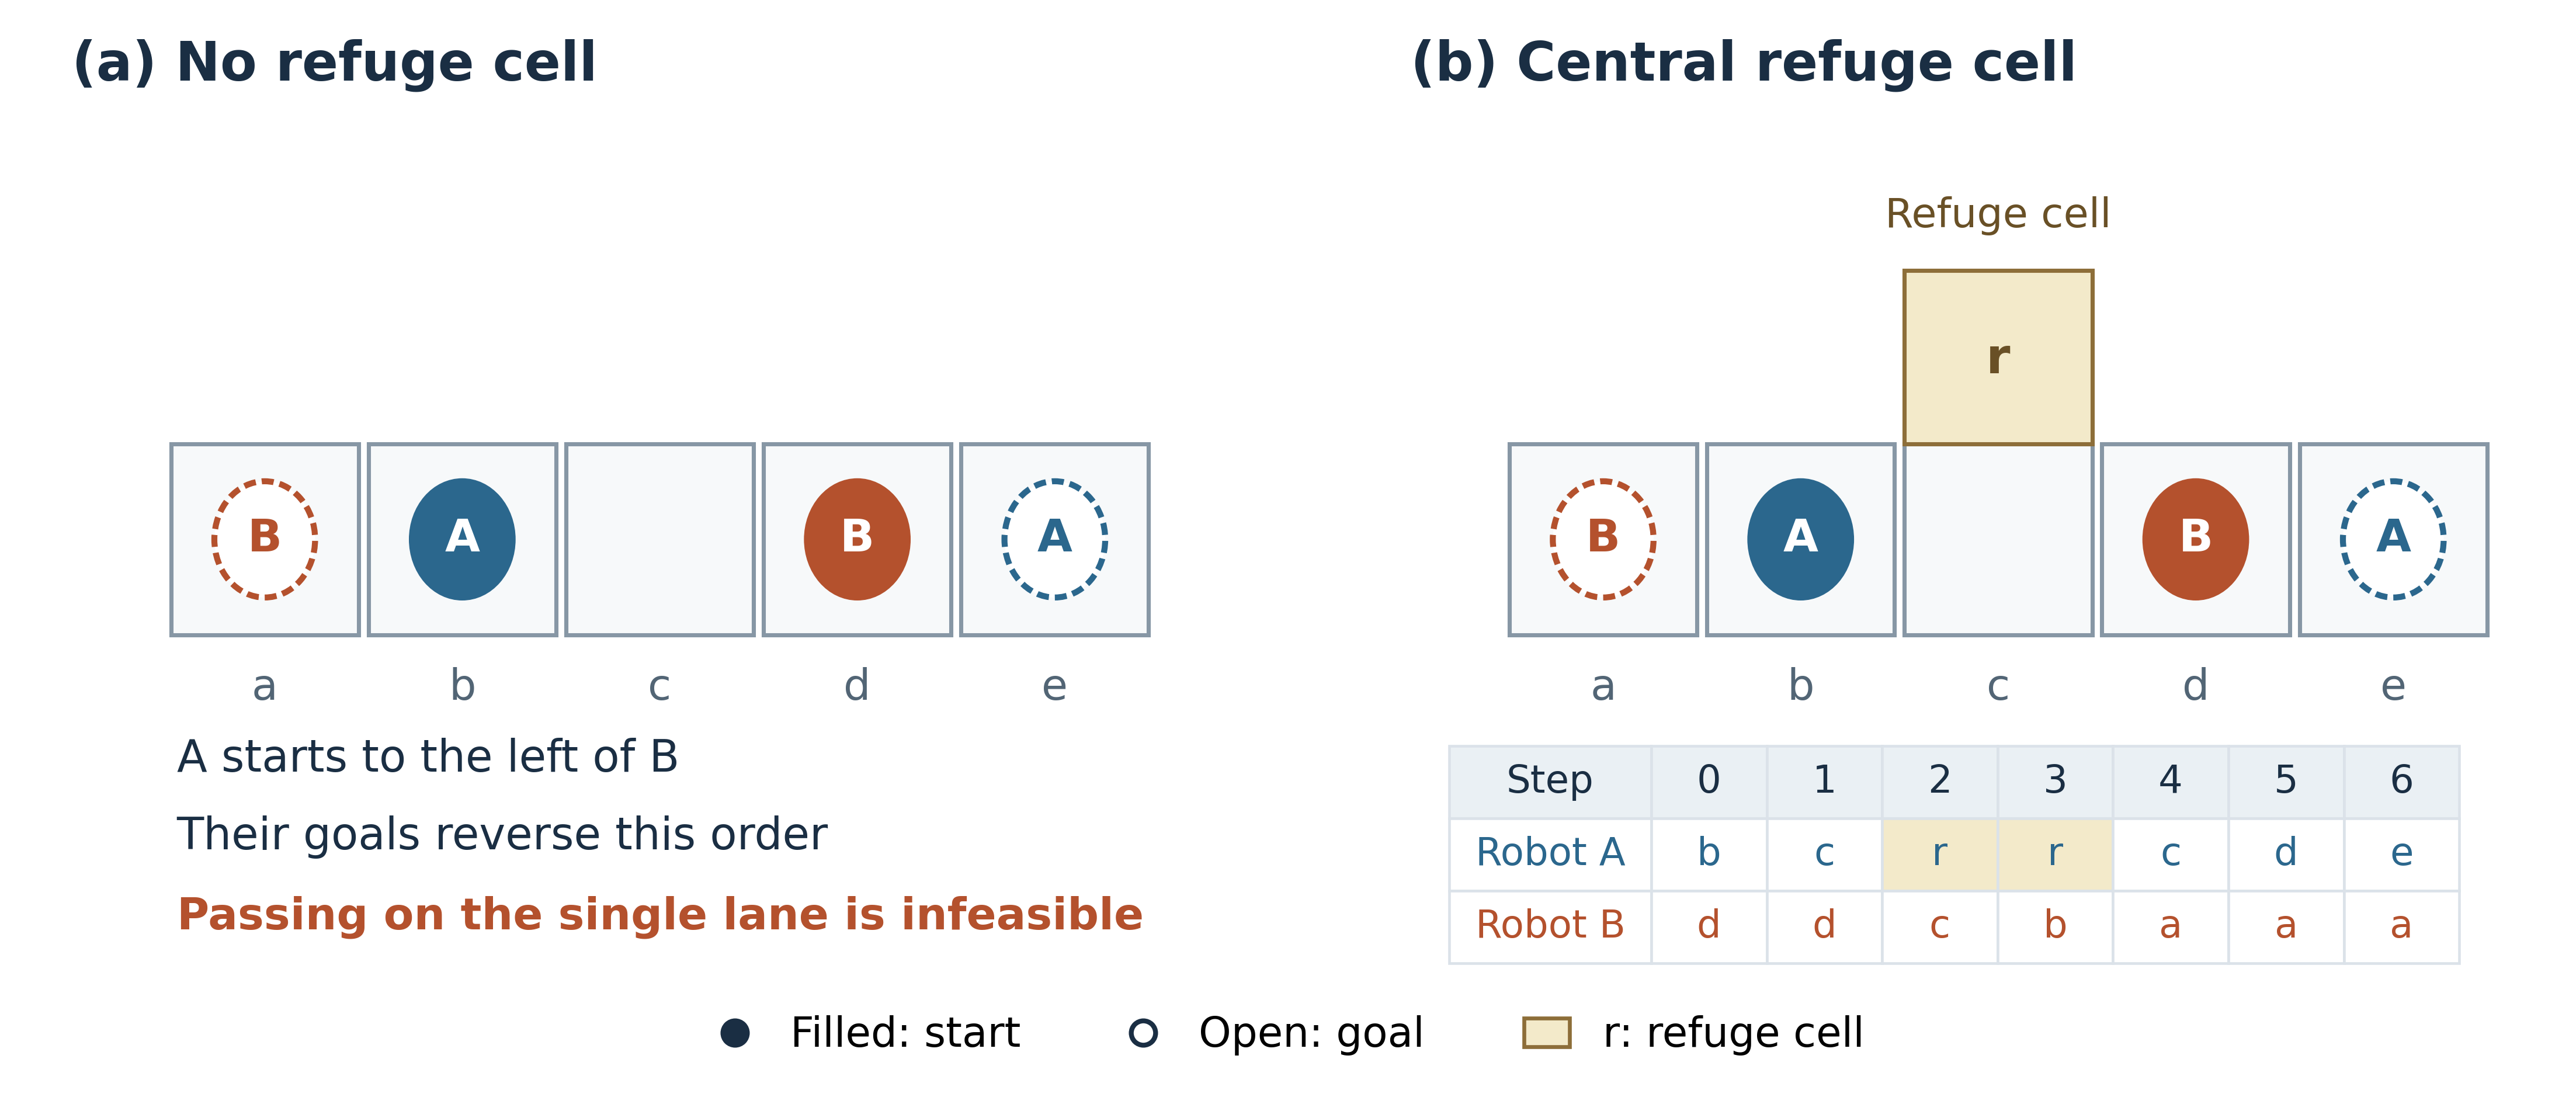 (a) No refuge cell
B A B A
a b c d e
A starts to the left of B
Their goals reverse this order
Passing on the single lane is infeasible
(b) Central refuge cell
Refuge cell
r
B A B A
a b c d e
Step 0 1 2 3 4 5 6
Robot A b c r r c d e
Robot B d d c b a a a
Filled: start Open: goal r: refuge cell